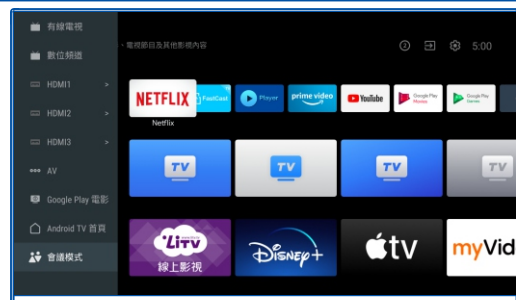 有線電視
數位頻道
HDMI1 >
HDMI2 >
HDMI3 >
AV
Google Play 電影
Android TV 首頁
會議模式
電視節目及其他影視內容
2
5:00
NETFLIX
FastCast
Player
prime video
YouTube
Google Play
Movies
Google Play
Games
Netflix
TV
TV
TV
TV
LiTV
線上影視
Disney+
tv
myVid